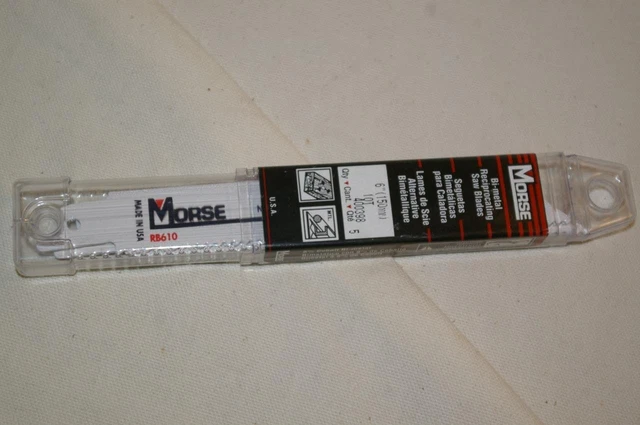 MORSE
RB610
MADE IN USA
MORSE
Bi-metal
Reciprocating
Saw Blades
Seguetas
Bimetálicas
para Caladora
Lames de Scie
Alternative
Bimétallique
6" (150mm)
LOT
Qty • Cant. • Qté 5
U.S.A.